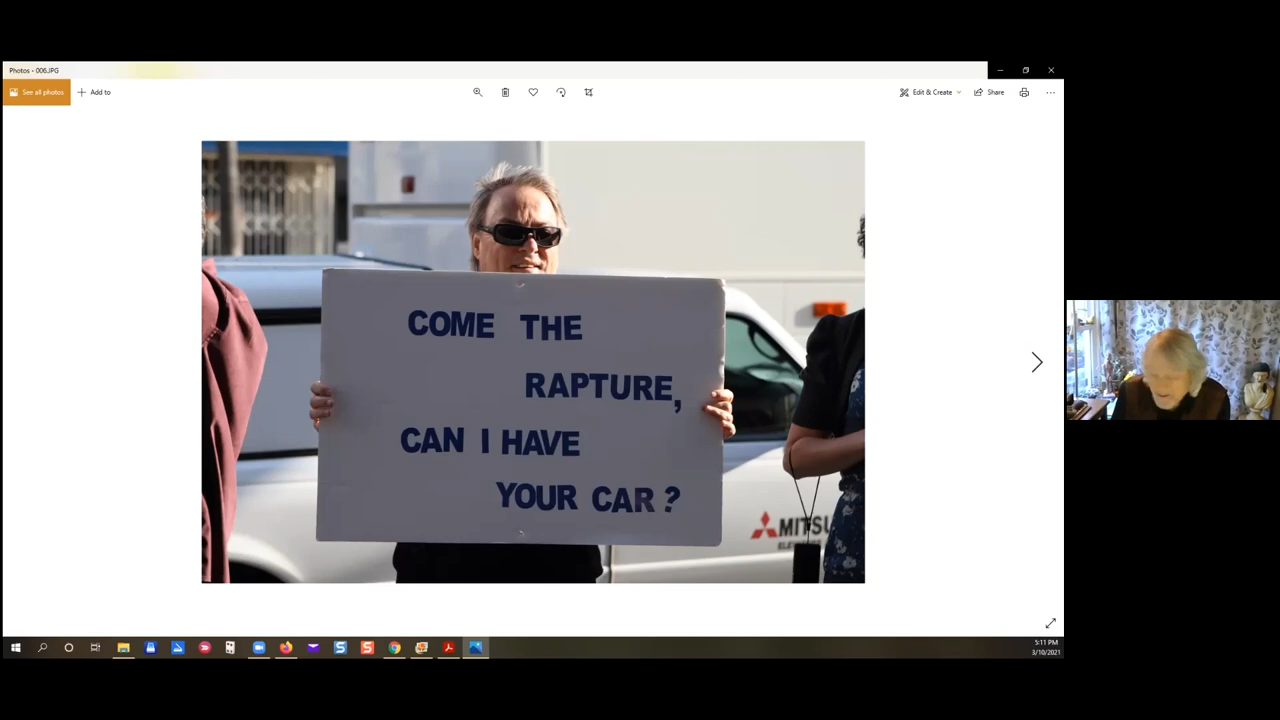 Photos - 006.JPG
See all photos
Add to
Edit & Create
Share
COME THE
RAPTURE,
CAN I HAVE
YOUR CAR?
MITSU
5:11 PM
3/10/2021